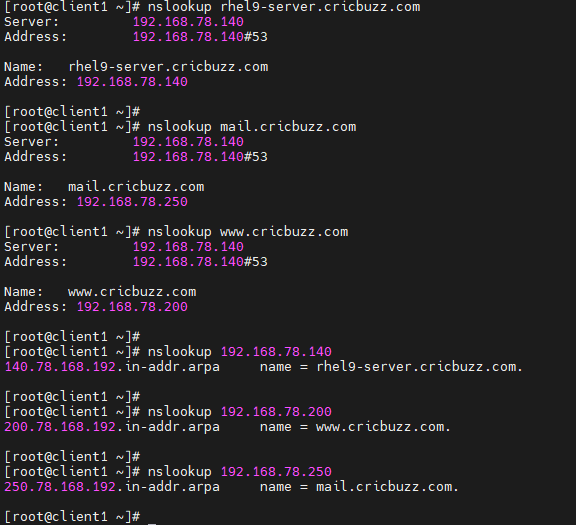 [root@client1 ~]# nslookup rhel9-server.cricbuzz.com
Server:         192.168.78.140
Address:        192.168.78.140#53
Name:   rhel9-server.cricbuzz.com
Address: 192.168.78.140
[root@client1 ~]#
[root@client1 ~]# nslookup mail.cricbuzz.com
Server:         192.168.78.140
Address:        192.168.78.140#53
Name:   mail.cricbuzz.com
Address: 192.168.78.250
[root@client1 ~]# nslookup www.cricbuzz.com
Server:         192.168.78.140
Address:        192.168.78.140#53
Name:   www.cricbuzz.com
Address: 192.168.78.200
[root@client1 ~]#
[root@client1 ~]# nslookup 192.168.78.140
140.78.168.192.in-addr.arpa     name = rhel9-server.cricbuzz.com.
[root@client1 ~]#
[root@client1 ~]# nslookup 192.168.78.200
200.78.168.192.in-addr.arpa     name = www.cricbuzz.com.
[root@client1 ~]#
[root@client1 ~]# nslookup 192.168.78.250
250.78.168.192.in-addr.arpa     name = mail.cricbuzz.com.
[root@client1 ~]#